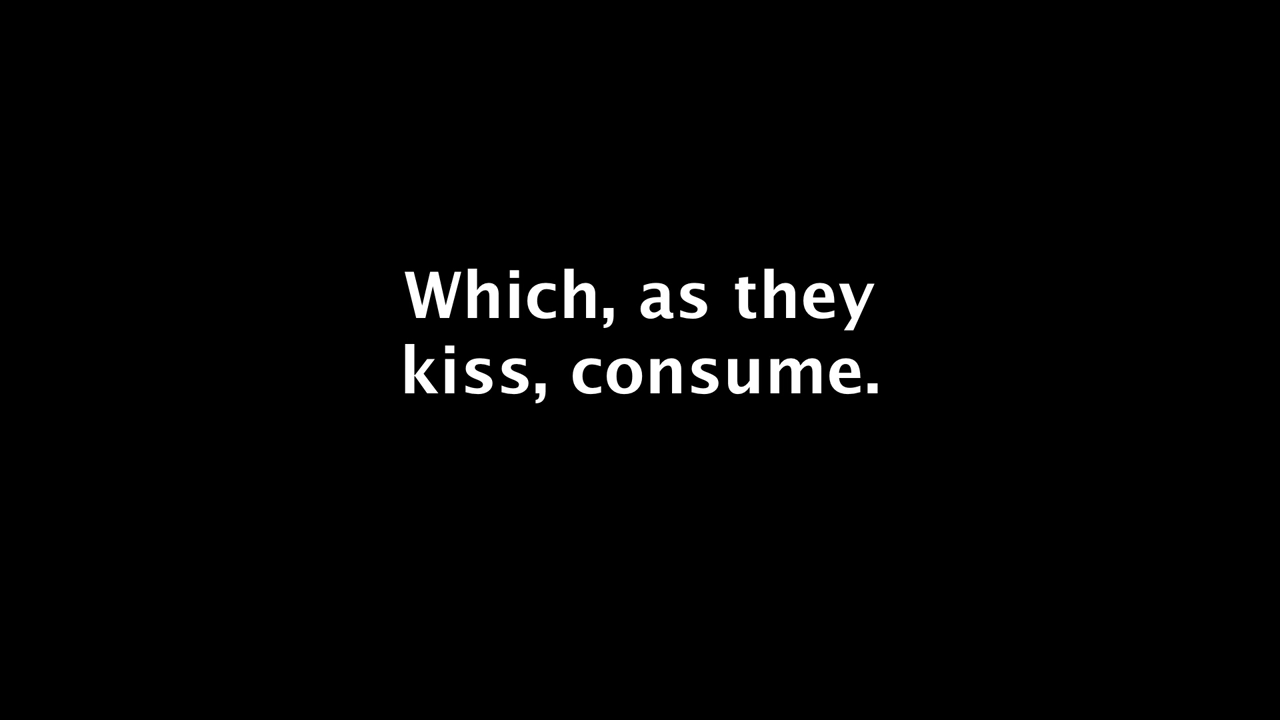 Which, as they
kiss, consume.